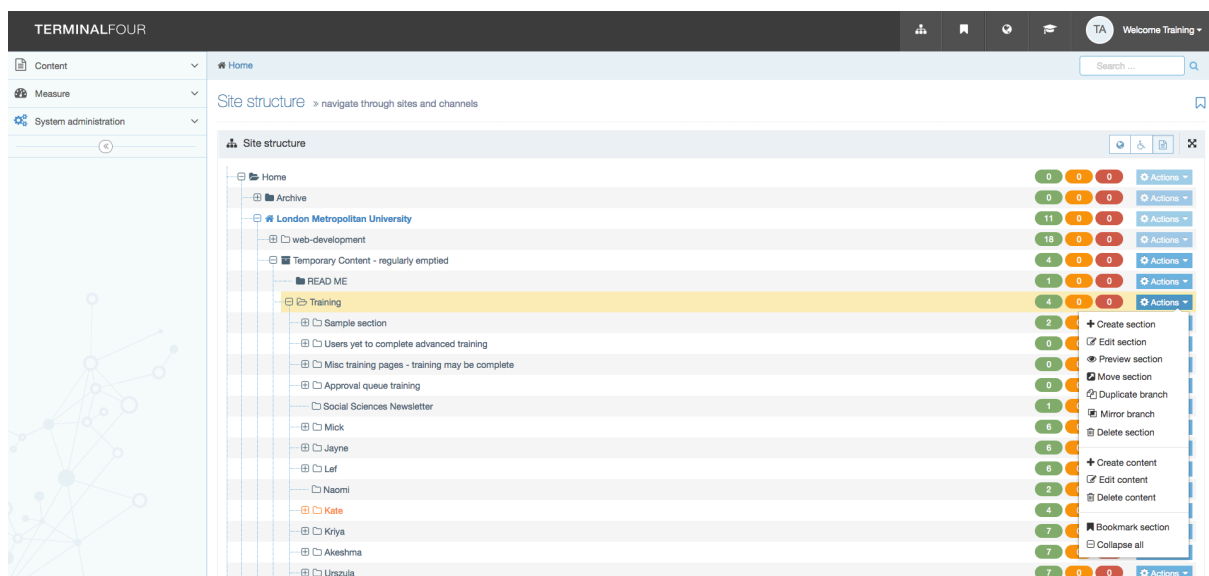 TERMINALFOUR
TA Welcome Training
Content
Measure
System administration
Home
Search ...
Site structure » navigate through sites and channels
Site structure
Home 0 0 0 Actions
Archive 0 0 0 Actions
London Metropolitan University 11 0 0 Actions
web-development 18 0 0 Actions
Temporary Content - regularly emptied 4 0 0 Actions
READ ME 1 0 0 Actions
Training 4 0 0 Actions
Sample section 2
Users yet to complete advanced training 0
Misc training pages - training may be complete 0
Approval queue training 0
Social Sciences Newsletter 1
Mick 6
Jayne 6
Lef 6
Naomi 2
Kate 4
Kriya 7
Akeshma 7
Urszula 7 0 0 Actions
Create section
Edit section
Preview section
Move section
Duplicate branch
Mirror branch
Delete section
Create content
Edit content
Delete content
Bookmark section
Collapse all